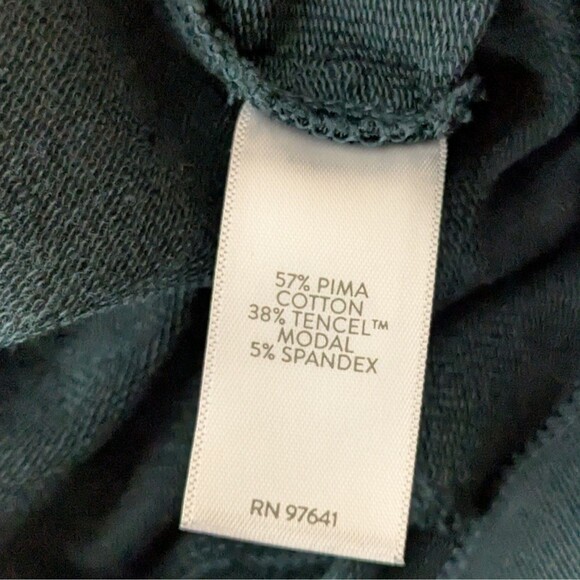 57% PIMA
COTTON
38% TENCEL™
MODAL
5% SPANDEX
RN 97641